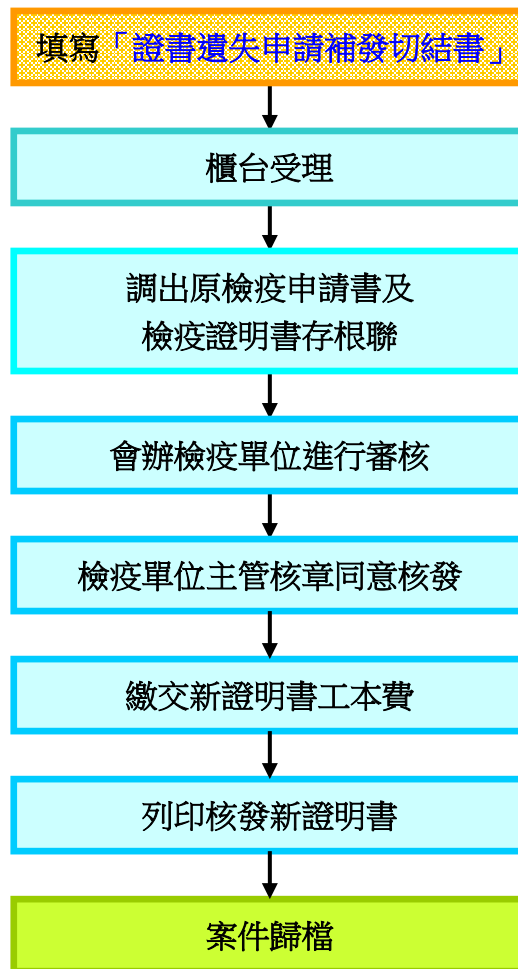 填寫「證書遺失申請補發切結書」
櫃台受理
調出原檢疫申請書及
檢疫證明書存根聯
會辦檢疫單位進行審核
檢疫單位主管核章同意核發
繳交新證明書工本費
列印核發新證明書
案件歸檔